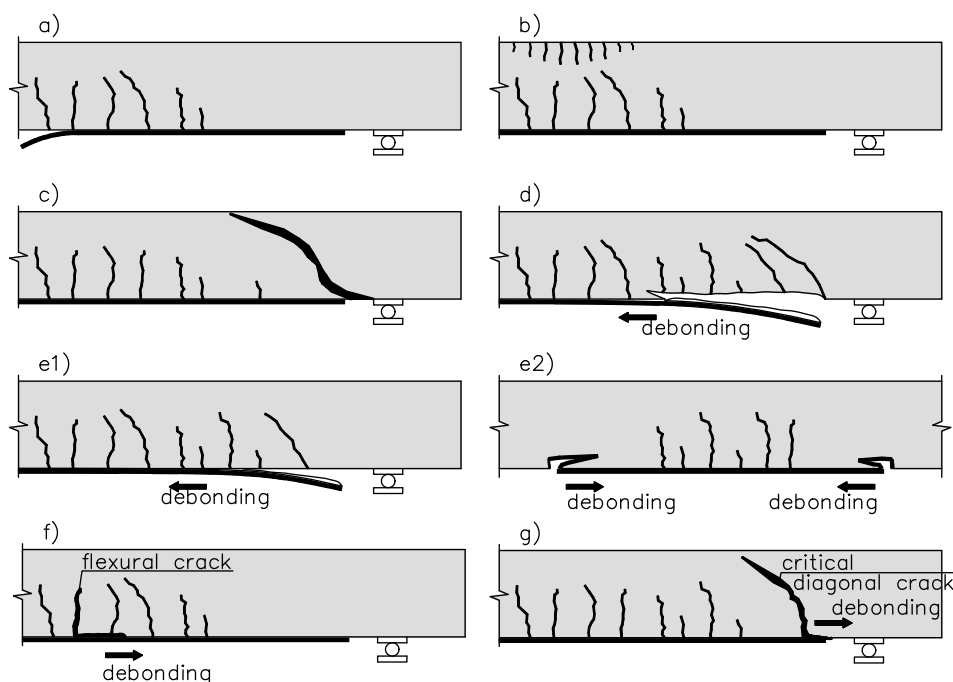 a)
b)
c)
d)
debonding
e1)
e2)
debonding
debonding
debonding
f)
flexural crack
debonding
g)
critical
diagonal crack
debonding